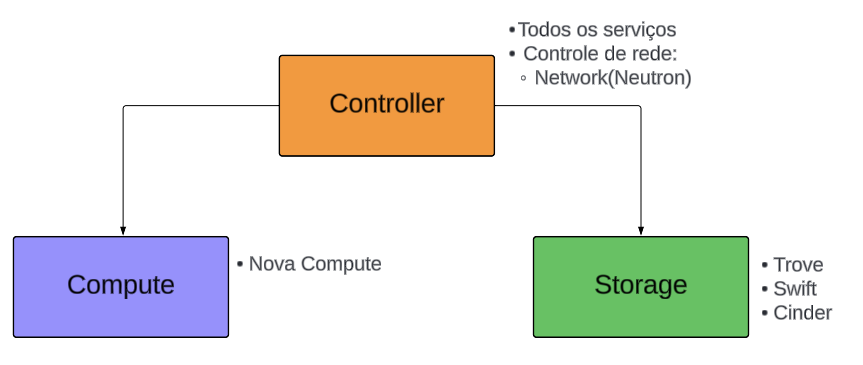 • Todos os serviços
• Controle de rede:
◦ Network(Neutron)
Controller
Compute
• Nova Compute
Storage
• Trove
• Swift
• Cinder